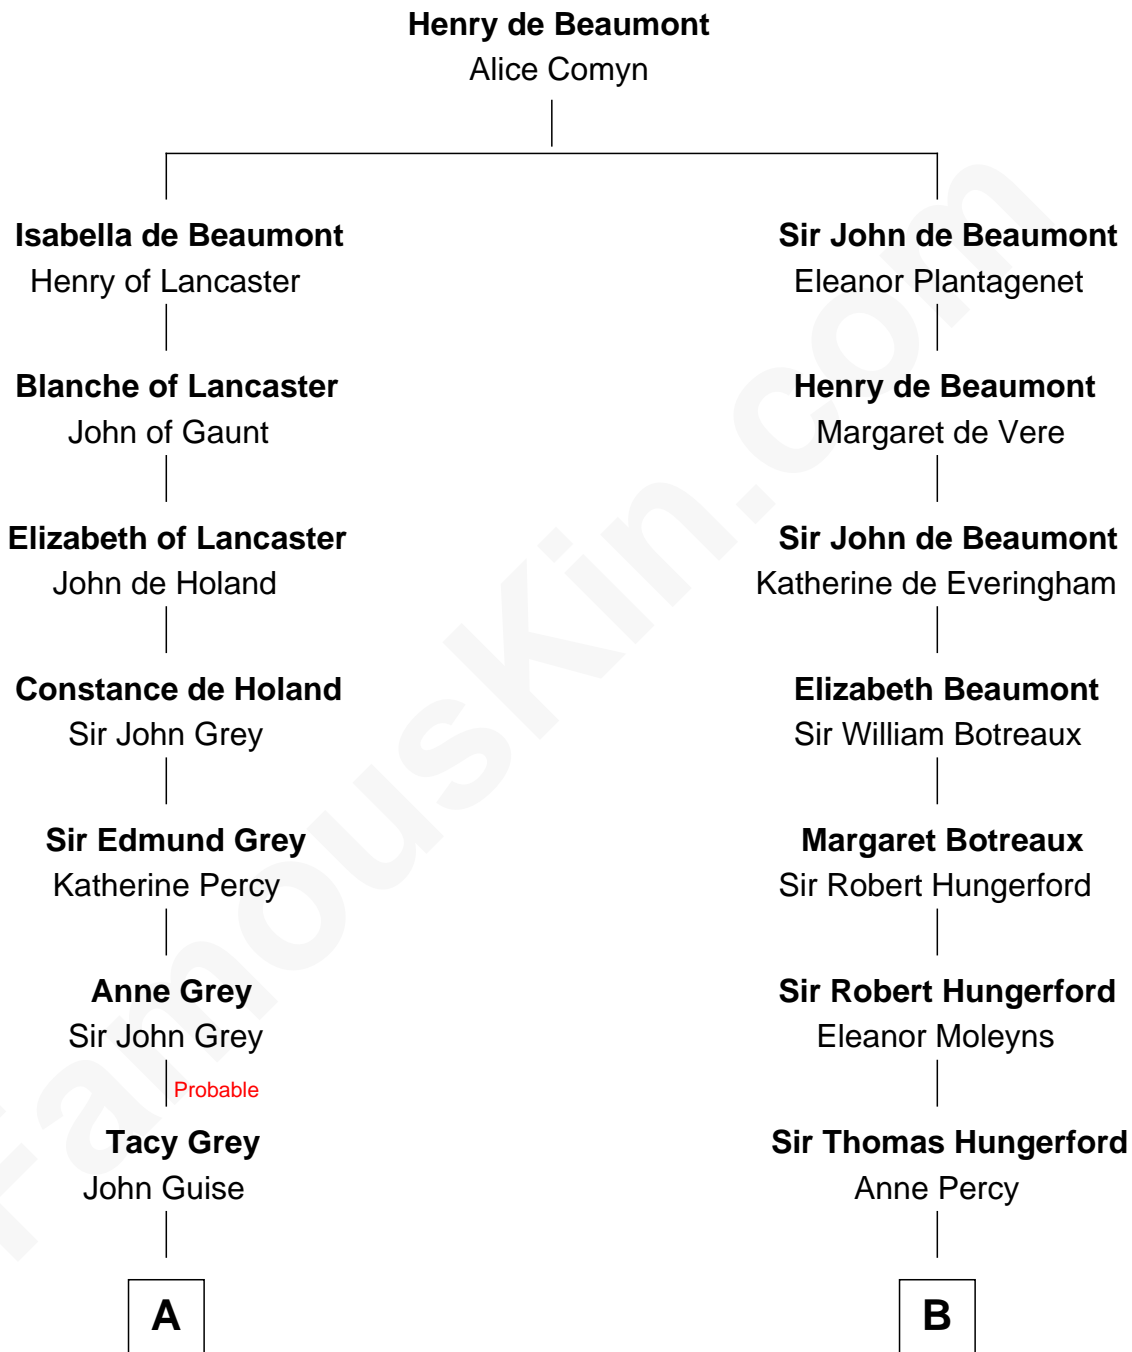 Henry de Beaumont
Alice Comyn
Isabella de Beaumont
Henry of Lancaster
Sir John de Beaumont
Eleanor Plantagenet
Blanche of Lancaster
John of Gaunt
Henry de Beaumont
Margaret de Vere
Elizabeth of Lancaster
John de Holand
Sir John de Beaumont
Katherine de Everingham
Constance de Holand
Sir John Grey
Elizabeth Beaumont
Sir William Botreaux
Sir Edmund Grey
Katherine Percy
Margaret Botreaux
Sir Robert Hungerford
Anne Grey
Sir John Grey
Sir Robert Hungerford
Eleanor Moleyns
Probable
Tacy Grey
John Guise
Sir Thomas Hungerford
Anne Percy
A
B
FamousKin.com